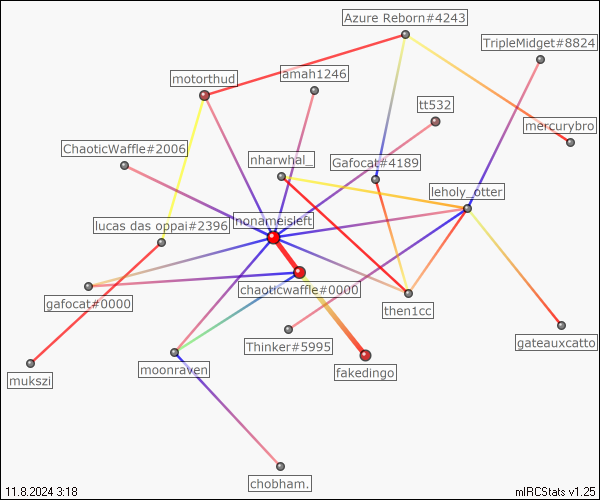 Azure Reborn#4243
TripleMidget#8824
motorthud
amah1246
tt532
mercurybro
ChaoticWaffle#2006
nharwhal_
Gafocat#4189
leholy_otter
nonameisleft
lucas das oppai#2396
chaoticwaffle#0000
gafocat#0000
then1cc
Thinker#5995
gateauxcatto
moonraven
fakedingo
mukszi
chobham.
11.8.2024 3:18
mIRCStats v1.25